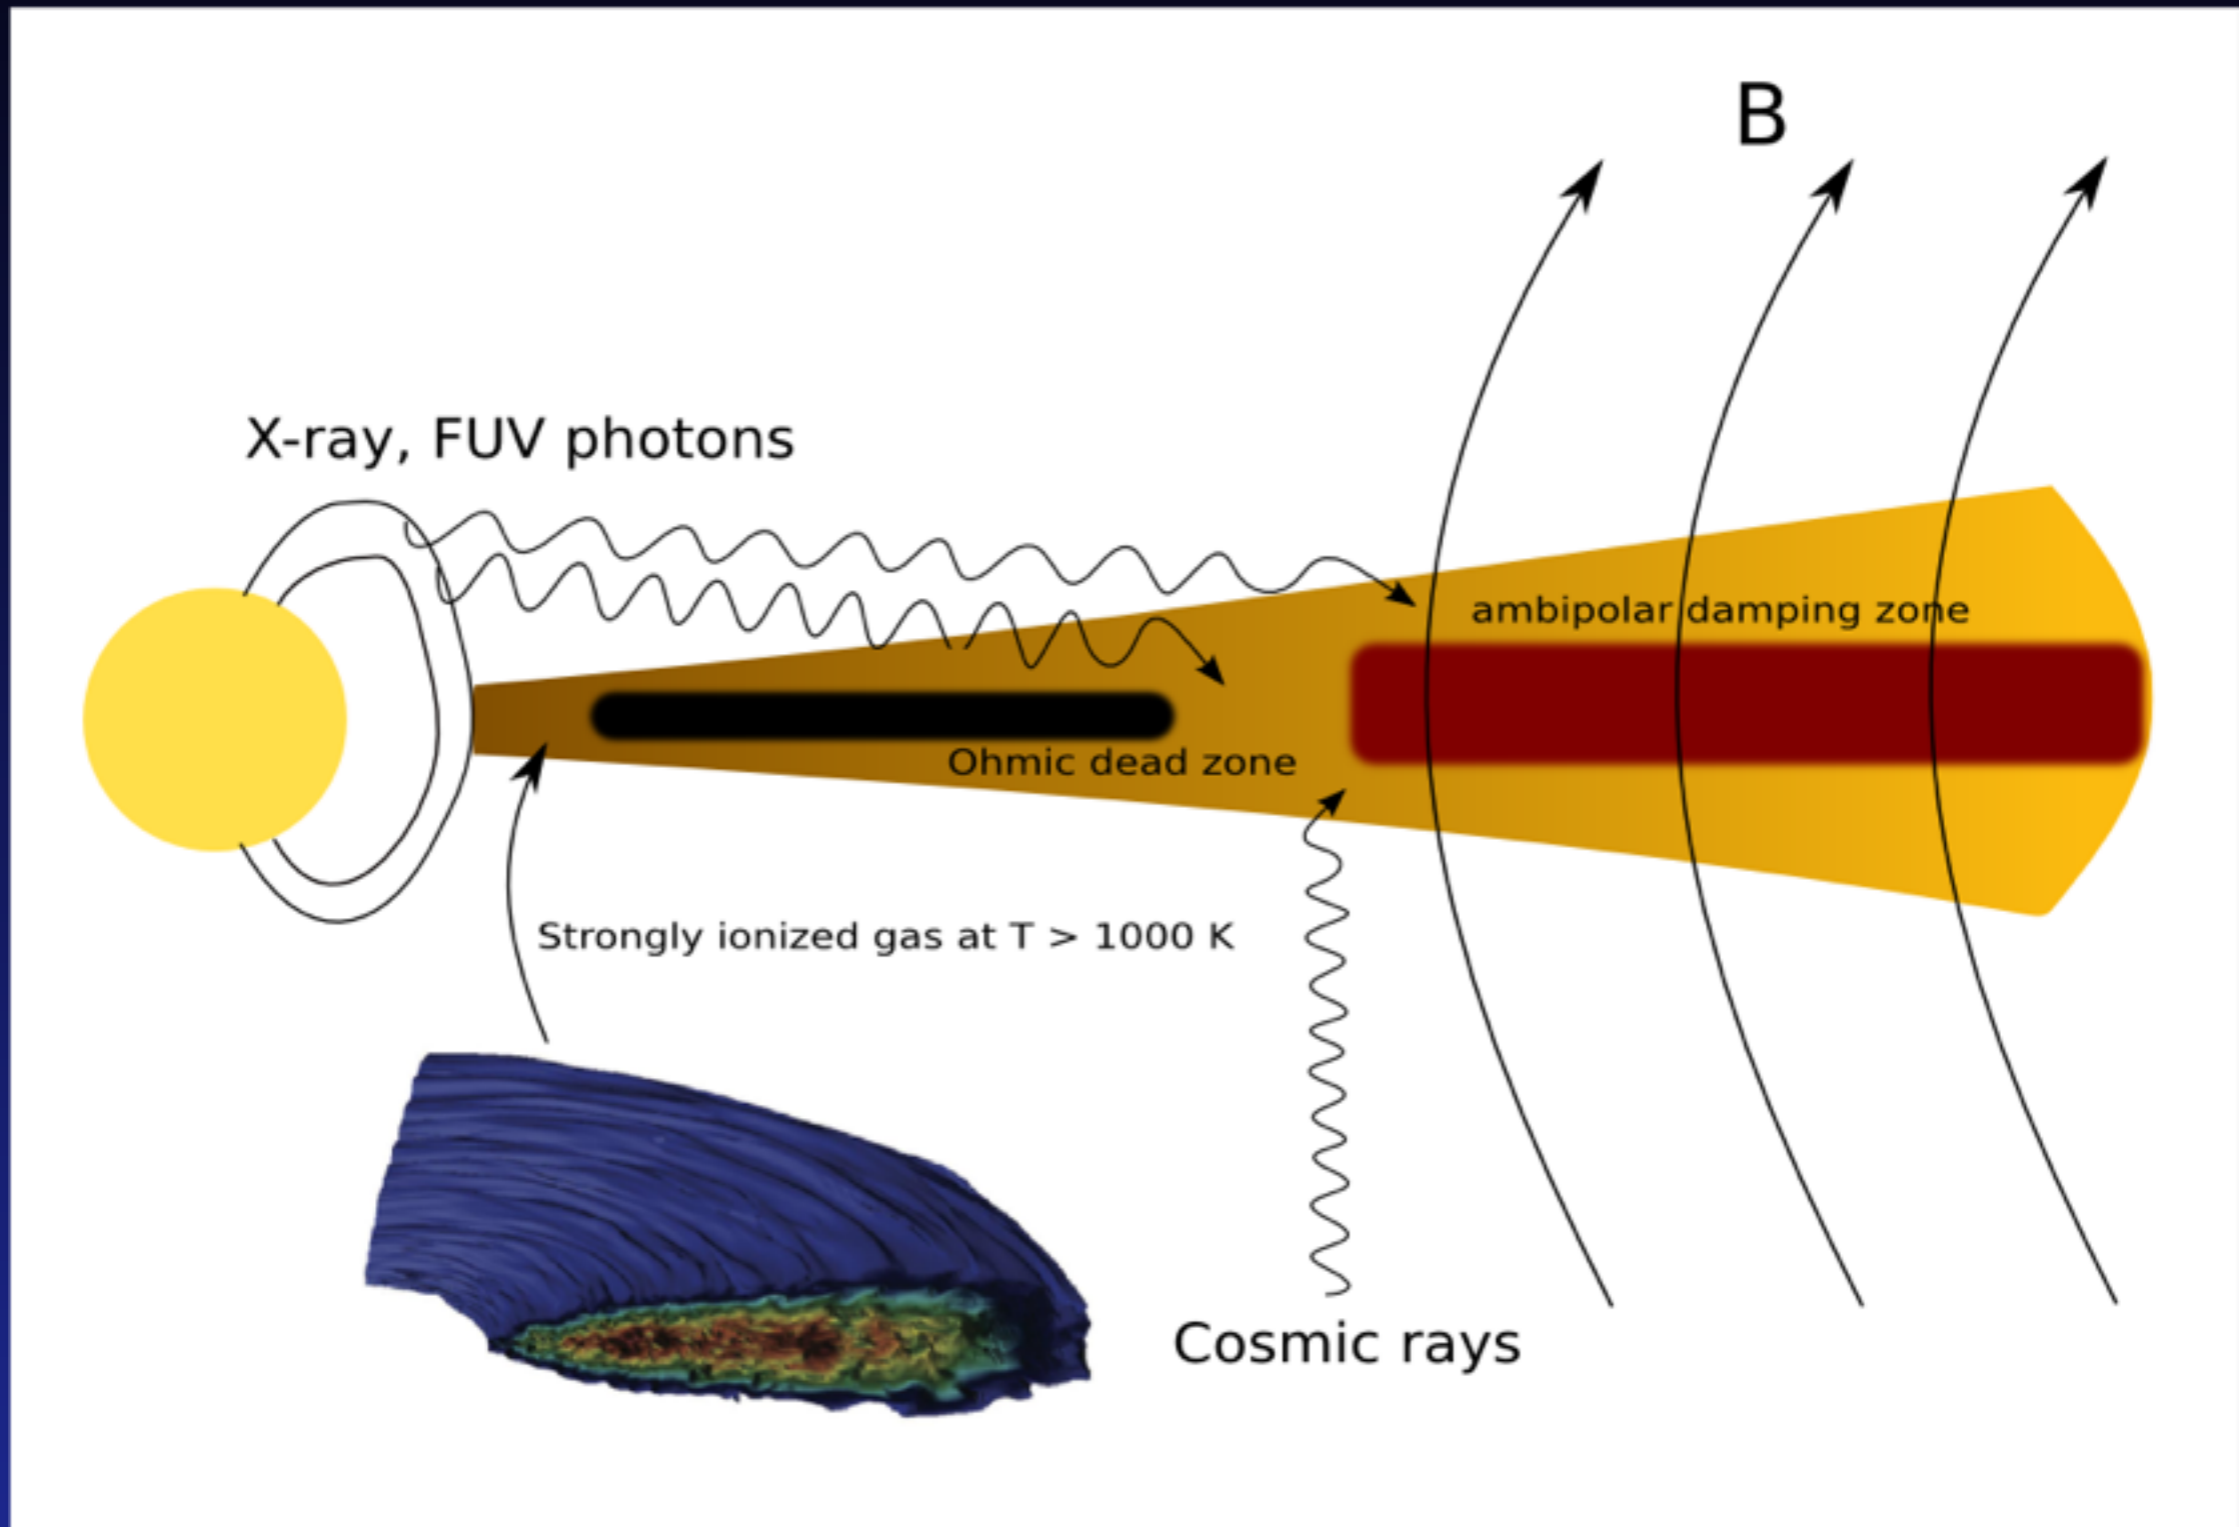 B
X-ray, FUV photons
ambipolar damping zone
Ohmic dead zone
Strongly ionized gas at T > 1000 K
Cosmic rays